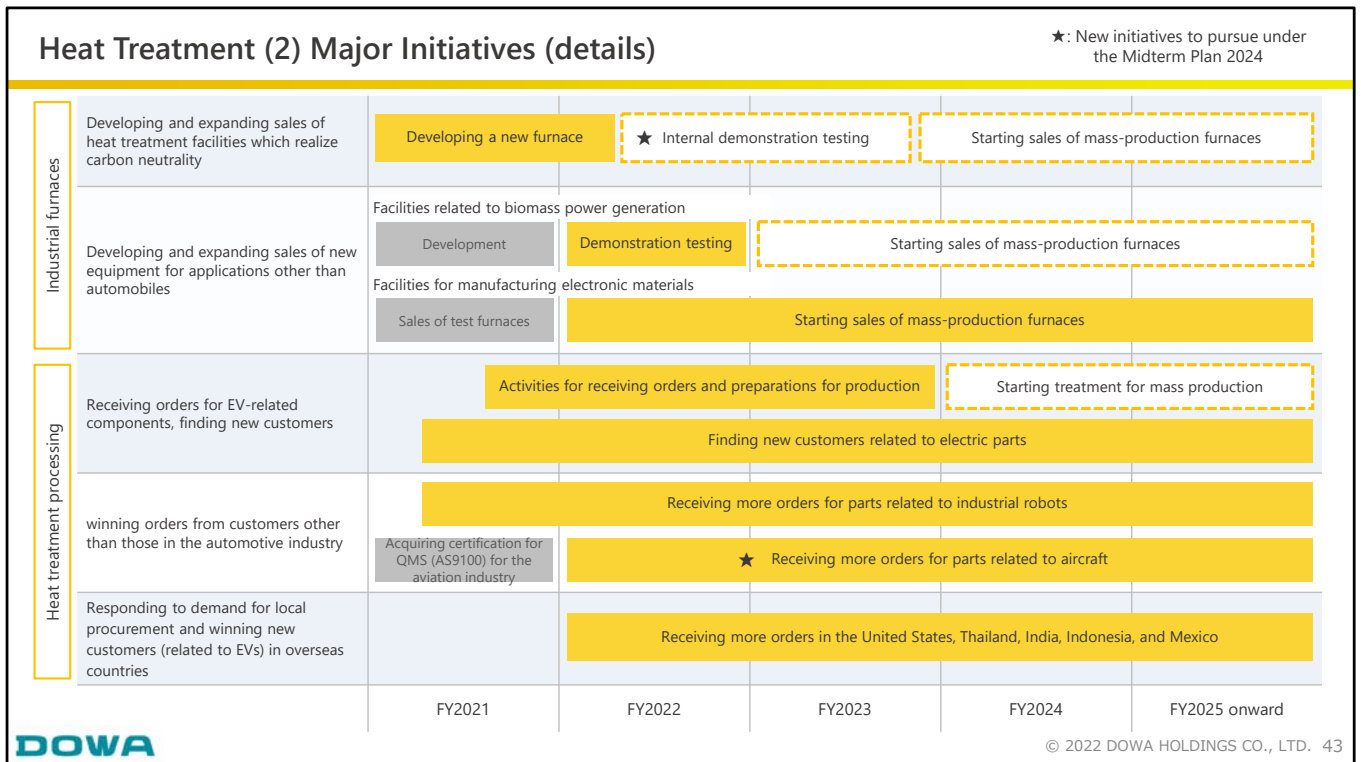 Heat Treatment (2) Major Initiatives (details)
★: New initiatives to pursue under
the Midterm Plan 2024
Industrial furnaces
Developing and expanding sales of
heat treatment facilities which realize
carbon neutrality
Developing a new furnace
★ Internal demonstration testing
Starting sales of mass-production furnaces
Developing and expanding sales of new
equipment for applications other than
automobiles
Facilities related to biomass power generation
Development
Demonstration testing
Starting sales of mass-production furnaces
Facilities for manufacturing electronic materials
Sales of test furnaces
Starting sales of mass-production furnaces
Heat treatment processing
Receiving orders for EV-related
components, finding new customers
Activities for receiving orders and preparations for production
Starting treatment for mass production
Finding new customers related to electric parts
winning orders from customers other
than those in the automotive industry
Receiving more orders for parts related to industrial robots
Acquiring certification for
QMS (AS9100) for the
aviation industry
★ Receiving more orders for parts related to aircraft
Responding to demand for local
procurement and winning new
customers (related to EVs) in overseas
countries
Receiving more orders in the United States, Thailand, India, Indonesia, and Mexico
FY2021
FY2022
FY2023
FY2024
FY2025 onward
DOWA
© 2022 DOWA HOLDINGS CO., LTD. 43